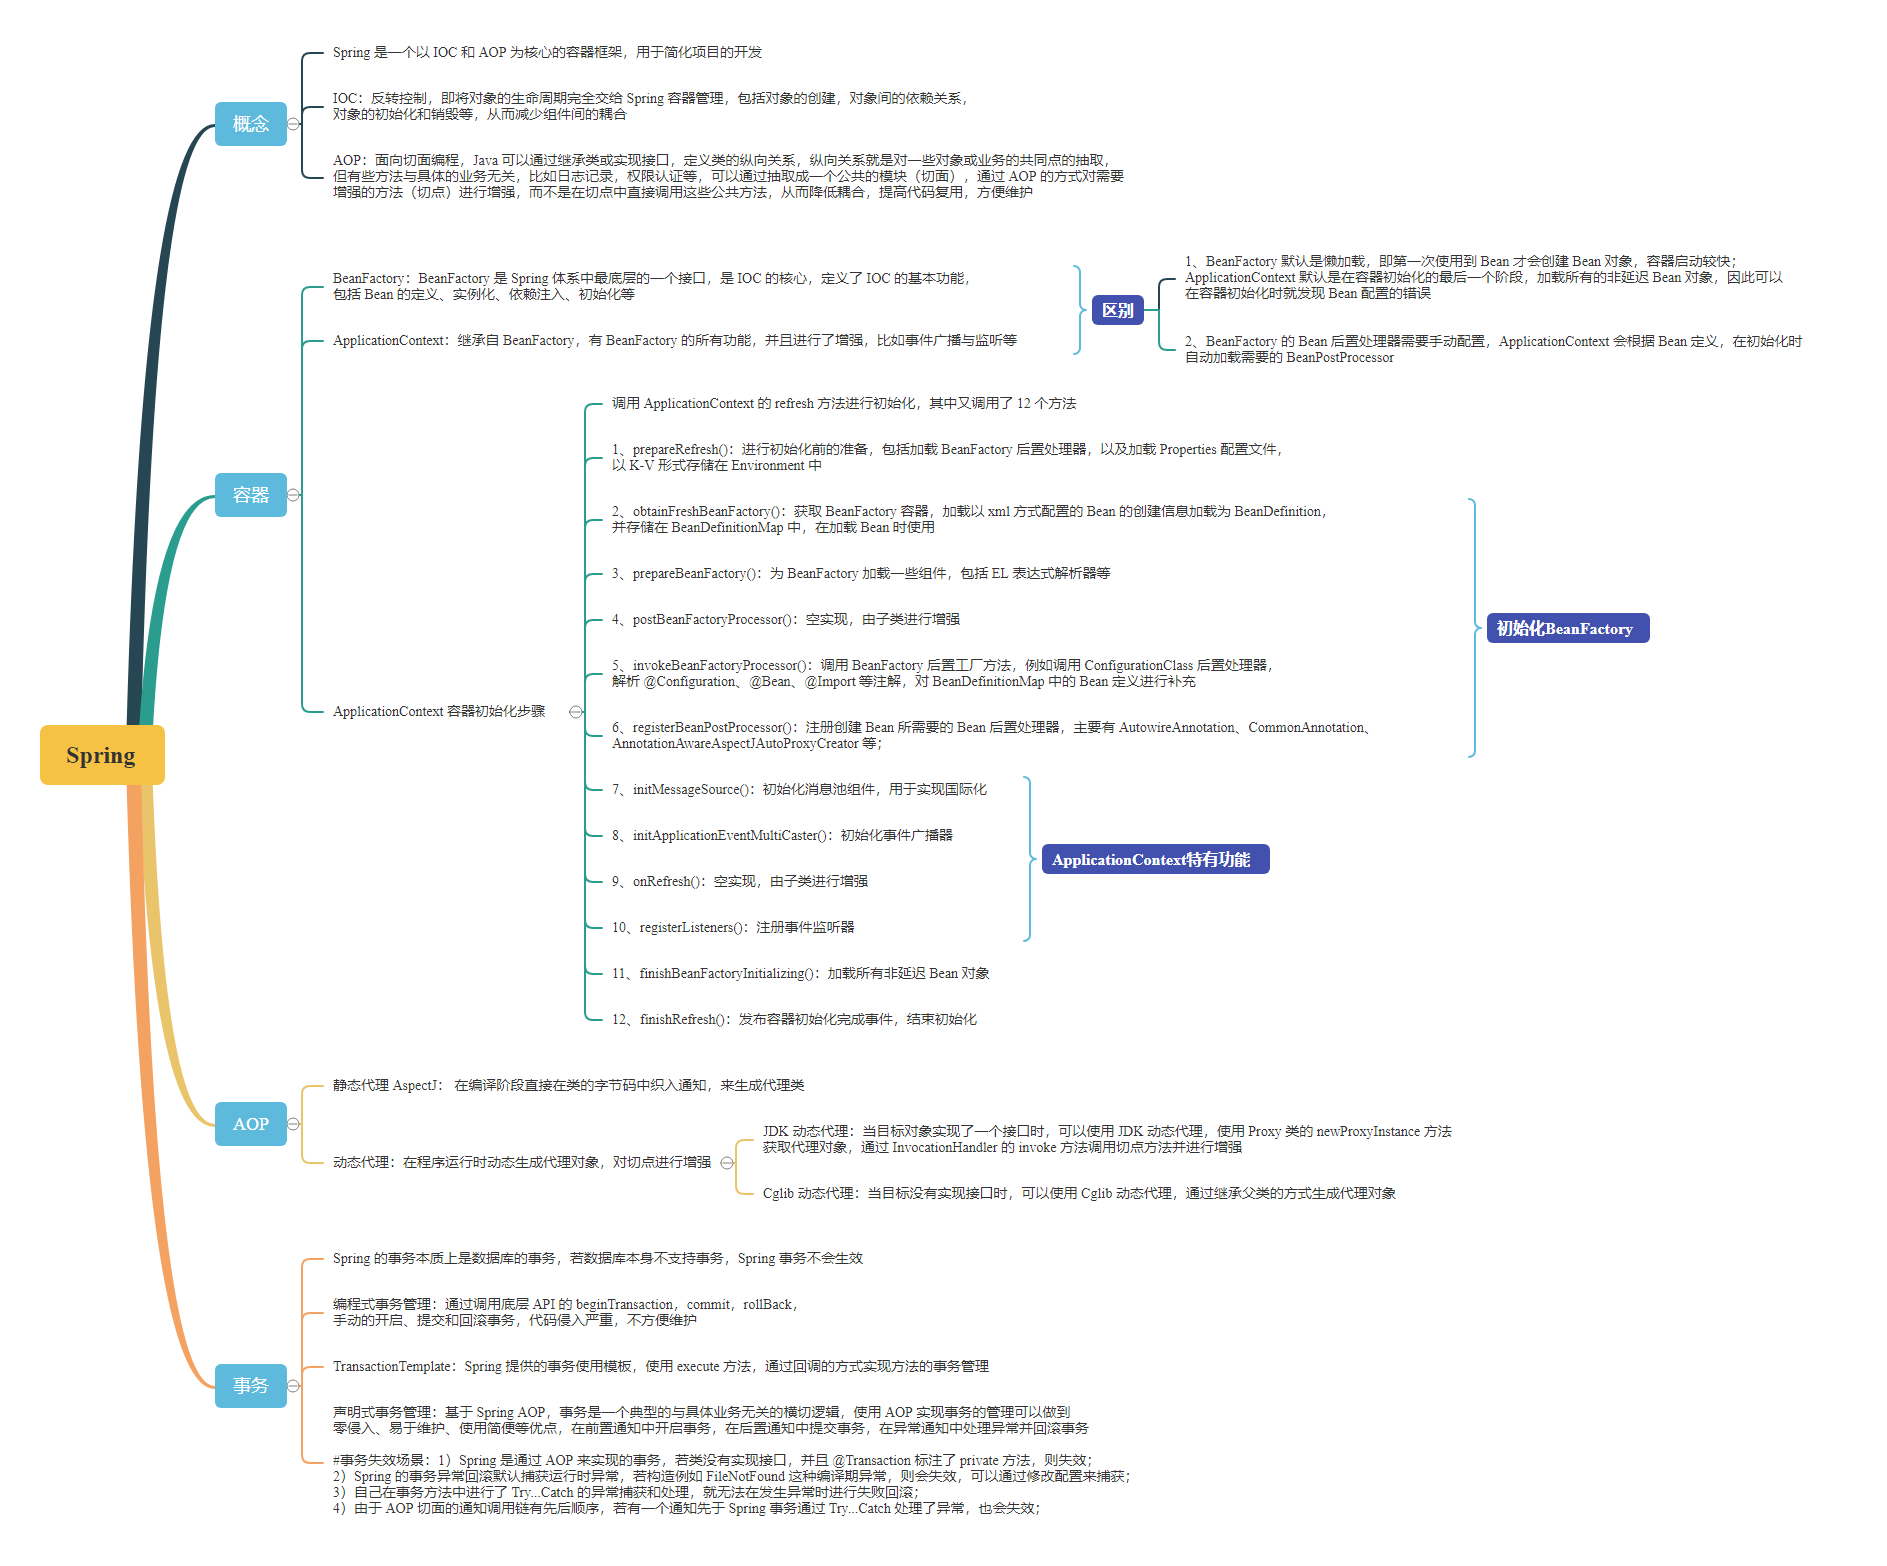 Spring
概念
Spring 是一个以 IOC 和 AOP 为核心的容器框架，用于简化项目的开发
IOC：反转控制，即将对象的生命周期完全交给 Spring 容器管理，包括对象的创建，对象间的依赖关系，
对象的初始化和销毁等，从而减少组件间的耦合
AOP：面向切面编程，Java 可以通过继承类或实现接口，定义类的纵向关系，纵向关系就是对一些对象或业务的共同点的抽取，
但有些方法与具体的业务无关，比如日志记录，权限认证等，可以通过抽取成一个公共的模块（切面），通过 AOP 的方式对需要
增强的方法（切点）进行增强，而不是在切点中直接调用这些公共方法，从而降低耦合，提高代码复用，方便维护
容器
BeanFactory：BeanFactory 是 Spring 体系中最底层的一个接口，是 IOC 的核心，定义了 IOC 的基本功能，
包括 Bean 的定义、实例化、依赖注入、初始化等
ApplicationContext：继承自 BeanFactory，有 BeanFactory 的所有功能，并且进行了增强，比如事件广播与监听等
区别
1、BeanFactory 默认是懒加载，即第一次使用到 Bean 才会创建 Bean 对象，容器启动较快；
ApplicationContext 默认是在容器初始化的最后一个阶段，加载所有的非延迟 Bean 对象，因此可以
在容器初始化时就发现 Bean 配置的错误
2、BeanFactory 的 Bean 后置处理器需要手动配置，ApplicationContext 会根据 Bean 定义，在初始化时
自动加载需要的 BeanPostProcessor
ApplicationContext 容器初始化步骤
调用 ApplicationContext 的 refresh 方法进行初始化，其中又调用了 12 个方法
1、prepareRefresh()：进行初始化前的准备，包括加载 BeanFactory 后置处理器，以及加载 Properties 配置文件，
以 K-V 形式存储在 Environment 中
2、obtainFreshBeanFactory()：获取 BeanFactory 容器，加载以 xml 方式配置的 Bean 的创建信息加载为 BeanDefinition，
并存储在 BeanDefinitionMap 中，在加载 Bean 时使用
3、prepareBeanFactory()：为 BeanFactory 加载一些组件，包括 EL 表达式解析器等
4、postBeanFactoryProcessor()：空实现，由子类进行增强
5、invokeBeanFactoryProcessor()：调用 BeanFactory 后置工厂方法，例如调用 ConfigurationClass 后置处理器，
解析 @Configuration、@Bean、@Import 等注解，对 BeanDefinitionMap 中的 Bean 定义进行补充
6、registerBeanPostProcessor()：注册创建 Bean 所需要的 Bean 后置处理器，主要有 AutowireAnnotation、CommonAnnotation、
AnnotationAwareAspectJAutoProxyCreator 等；
初始化BeanFactory
7、initMessageSource()：初始化消息池组件，用于实现国际化
8、initApplicationEventMultiCaster()：初始化事件广播器
9、onRefresh()：空实现，由子类进行增强
10、registerListeners()：注册事件监听器
ApplicationContext特有功能
11、finishBeanFactoryInitializing()：加载所有非延迟 Bean 对象
12、finishRefresh()：发布容器初始化完成事件，结束初始化
AOP
静态代理 AspectJ： 在编译阶段直接在类的字节码中织入通知，来生成代理类
动态代理：在程序运行时动态生成代理对象，对切点进行增强
JDK 动态代理：当目标对象实现了一个接口时，可以使用 JDK 动态代理，使用 Proxy 类的 newProxyInstance 方法
获取代理对象，通过 InvocationHandler 的 invoke 方法调用切点方法并进行增强
Cglib 动态代理：当目标没有实现接口时，可以使用 Cglib 动态代理，通过继承父类的方式生成代理对象
事务
Spring 的事务本质上是数据库的事务，若数据库本身不支持事务，Spring 事务不会生效
编程式事务管理：通过调用底层 API 的 beginTransaction，commit，rollBack，
手动的开启、提交和回滚事务，代码侵入严重，不方便维护
TransactionTemplate：Spring 提供的事务使用模板，使用 execute 方法，通过回调的方式实现方法的事务管理
声明式事务管理：基于 Spring AOP，事务是一个典型的与具体业务无关的横切逻辑，使用 AOP 实现事务的管理可以做到
零侵入、易于维护、使用简便等优点，在前置通知中开启事务，在后置通知中提交事务，在异常通知中处理异常并回滚事务
#事务失效场景：1）Spring 是通过 AOP 来实现的事务，若类没有实现接口，并且 @Transaction 标注了 private 方法，则失效；
2）Spring 的事务异常回滚默认捕获运行时异常，若构造例如 FileNotFound 这种编译期异常，则会失效，可以通过修改配置来捕获；
3）自己在事务方法中进行了 Try...Catch 的异常捕获和处理，就无法在发生异常时进行失败回滚；
4）由于 AOP 切面的通知调用链有先后顺序，若有一个通知先于 Spring 事务通过 Try...Catch 处理了异常，也会失效；